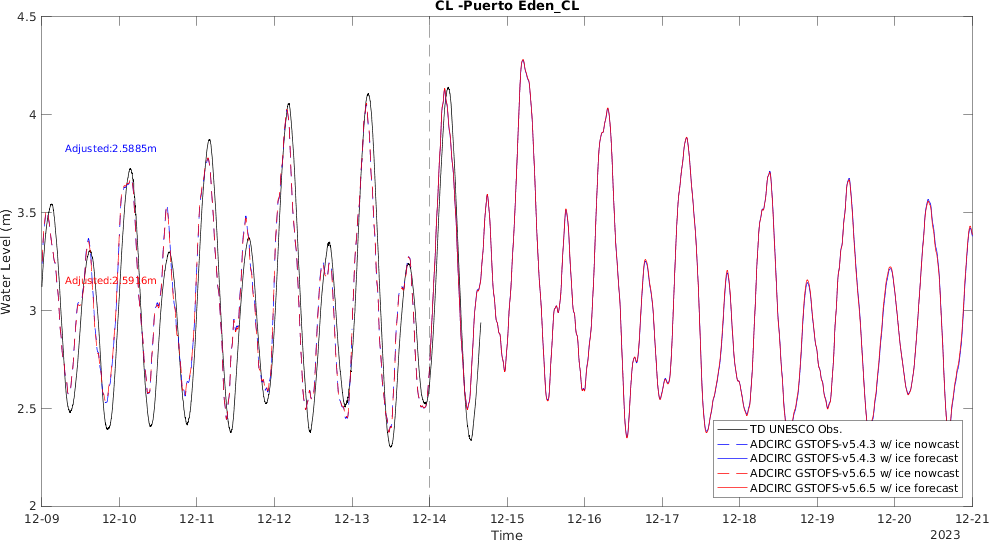 CL -Puerto Eden_CL
4.5
4
3.5
3
2.5
2
Water Level (m)
Adjusted:2.5885m
Adjusted:2.5916m
TD UNESCO Obs.
ADCIRC GSTOFS-v5.4.3 w/ ice nowcast
ADCIRC GSTOFS-v5.4.3 w/ ice forecast
ADCIRC GSTOFS-v5.6.5 w/ ice nowcast
ADCIRC GSTOFS-v5.6.5 w/ ice forecast
12-09 12-10 12-11 12-12 12-13 12-14 12-15 12-16 12-17 12-18 12-19 12-20 12-21
Time
2023